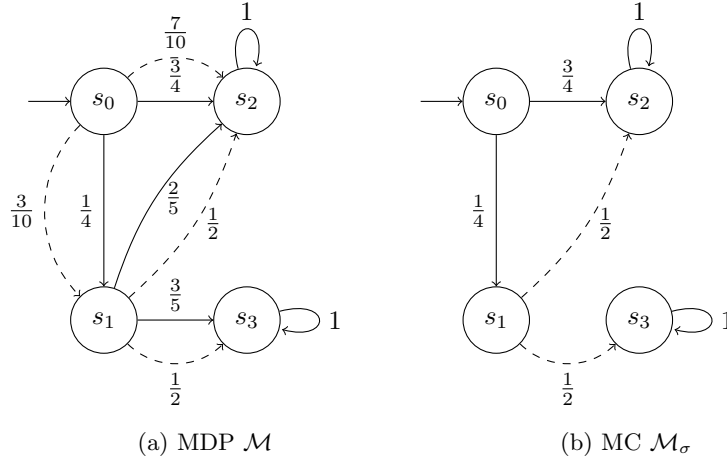 7/10
1
1
3/4
3/4
s₀
s₂
s₀
s₂
3/10
1/4
2/5
1/2
1/4
1/2
3/5
s₁
s₃
1
s₁
s₃
1
1/2
1/2
(a) MDP ℳ
(b) MC ℳ_σ